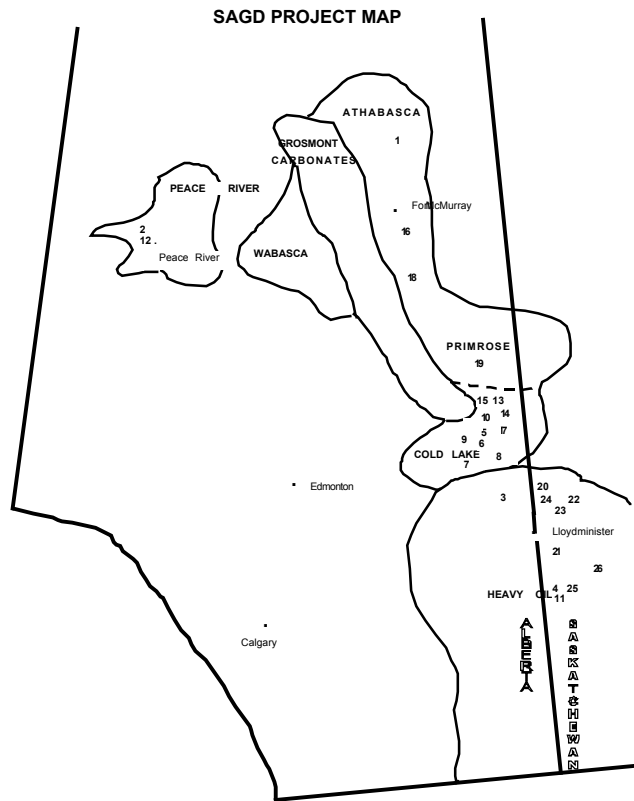 SAGD PROJECT MAP
ATHABASCA
1
GROSMONT
CARBONATES
PEACE RIVER
FortMcMurray
2
16
12 .
WABASCA
Peace River
18
PRIMROSE
19
15 13
14
10
5 17
9
6
COLD LAKE
8
7
Edmonton
20
3
24 22
23
Lloydminister
21
26
4 25
HEAVY OIL
11
ALBERTA
SASKATCHEWAN
Calgary